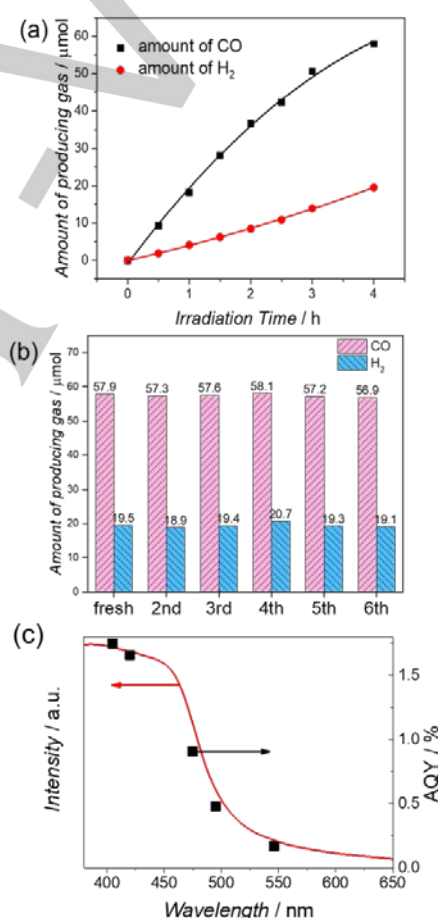 (a)
amount of CO
amount of H₂
Amount of producing gas / μmol
60
50
40
30
20
10
0
0 1 2 3 4
Irradiation Time / h
(b)
CO
H₂
Amount of producing gas / μmol
70
60
50
40
30
20
10
0
57.9 57.3 57.6 58.1 57.2 56.9
19.5 18.9 19.4 20.7 19.3 19.1
fresh 2nd 3rd 4th 5th 6th
(c)
Intensity / a.u.
AQY / %
1.5
1.0
0.5
0.0
400 450 500 550 600 650
Wavelength / nm